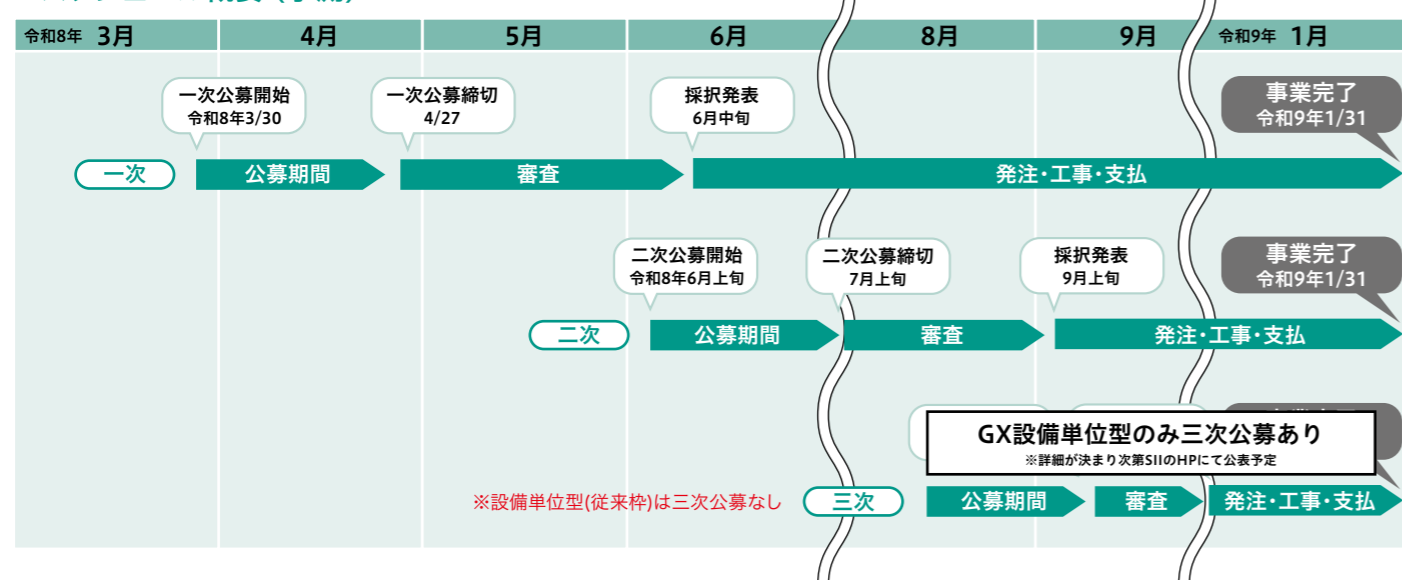 令和8年 3月 4月 5月 6月 8月 9月 令和9年 1月
一次公募開始
令和8年3/30
一次公募締切
4/27
採択発表
6月中旬
事業完了
令和9年1/31
一次 公募期間 審査 発注・工事・支払
二次公募開始
令和8年6月上旬
二次公募締切
7月上旬
採択発表
9月上旬
事業完了
令和9年1/31
二次 公募期間 審査 発注・工事・支払
GX設備単位型のみ三次公募あり
※詳細が決まり次第SIIのHPにて公表予定
※設備単位型(従来枠)は三次公募なし
三次 公募期間 審査 発注・工事・支払